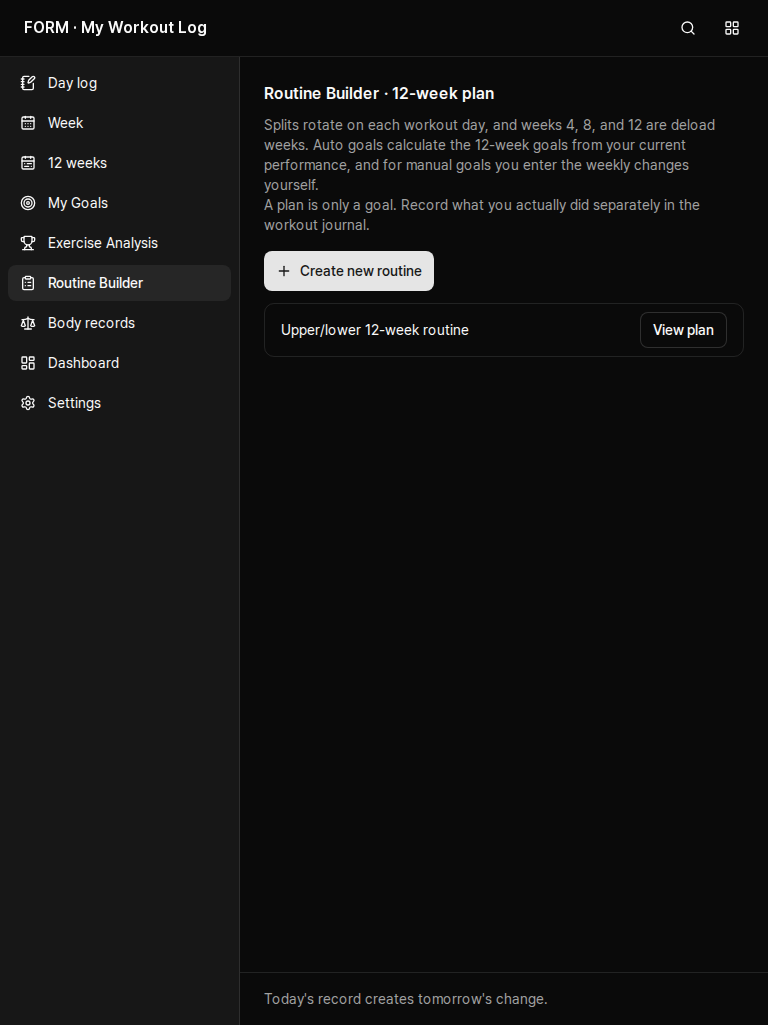 FORM · My Workout Log
Day log
Week
12 weeks
My Goals
Exercise Analysis
Routine Builder
Body records
Dashboard
Settings
Routine Builder · 12-week plan
Splits rotate on each workout day, and weeks 4, 8, and 12 are deload
weeks. Auto goals calculate the 12-week goals from your current
performance, and for manual goals you enter the weekly changes
yourself.
A plan is only a goal. Record what you actually did separately in the
workout journal.
Create new routine
Upper/lower 12-week routine
View plan
Today's record creates tomorrow's change.